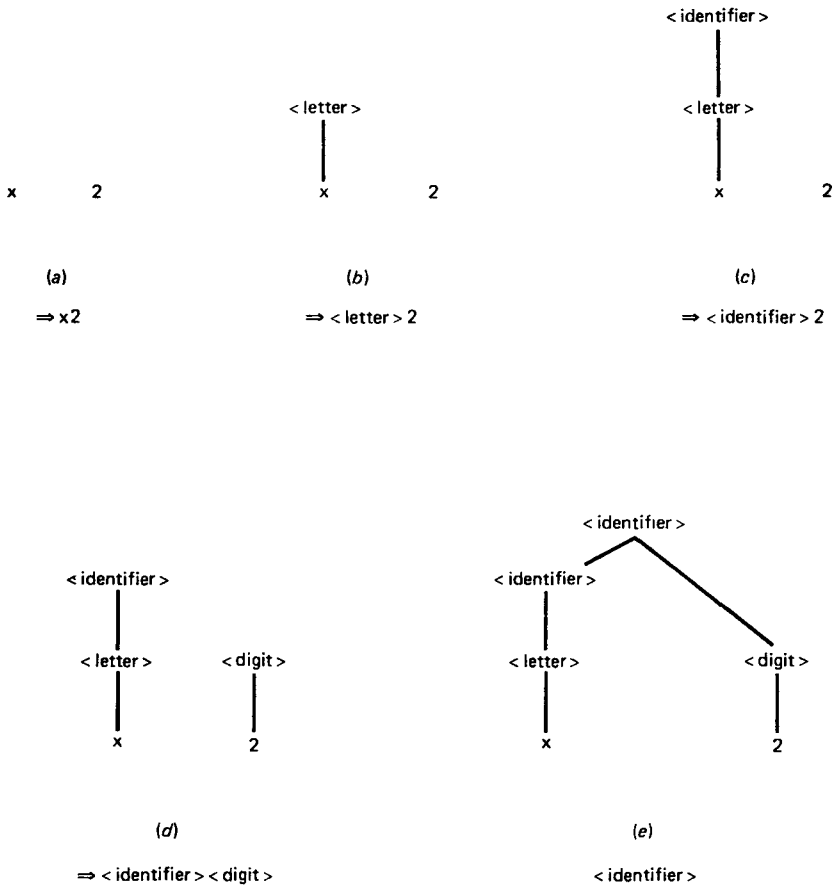 <identifier>
<letter>
<letter>
x 2
x 2
x 2
(a)
(b)
(c)
⇒ x2
⇒ <letter> 2
⇒ <identifier> 2
<identifier>
<identifier>
<identifier>
<letter> <digit>
<letter> <digit>
x 2
x 2
(d)
(e)
⇒ <identifier><digit>
<identifier>